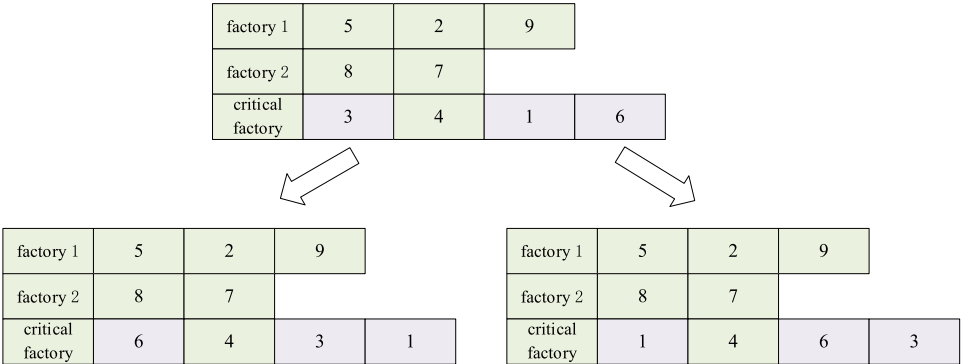 factory 1 5 2 9
factory 2 8 7
critical
factory 3 4 1 6
factory 1 5 2 9
factory 2 8 7
critical
factory 6 4 3 1
factory 1 5 2 9
factory 2 8 7
critical
factory 1 4 6 3